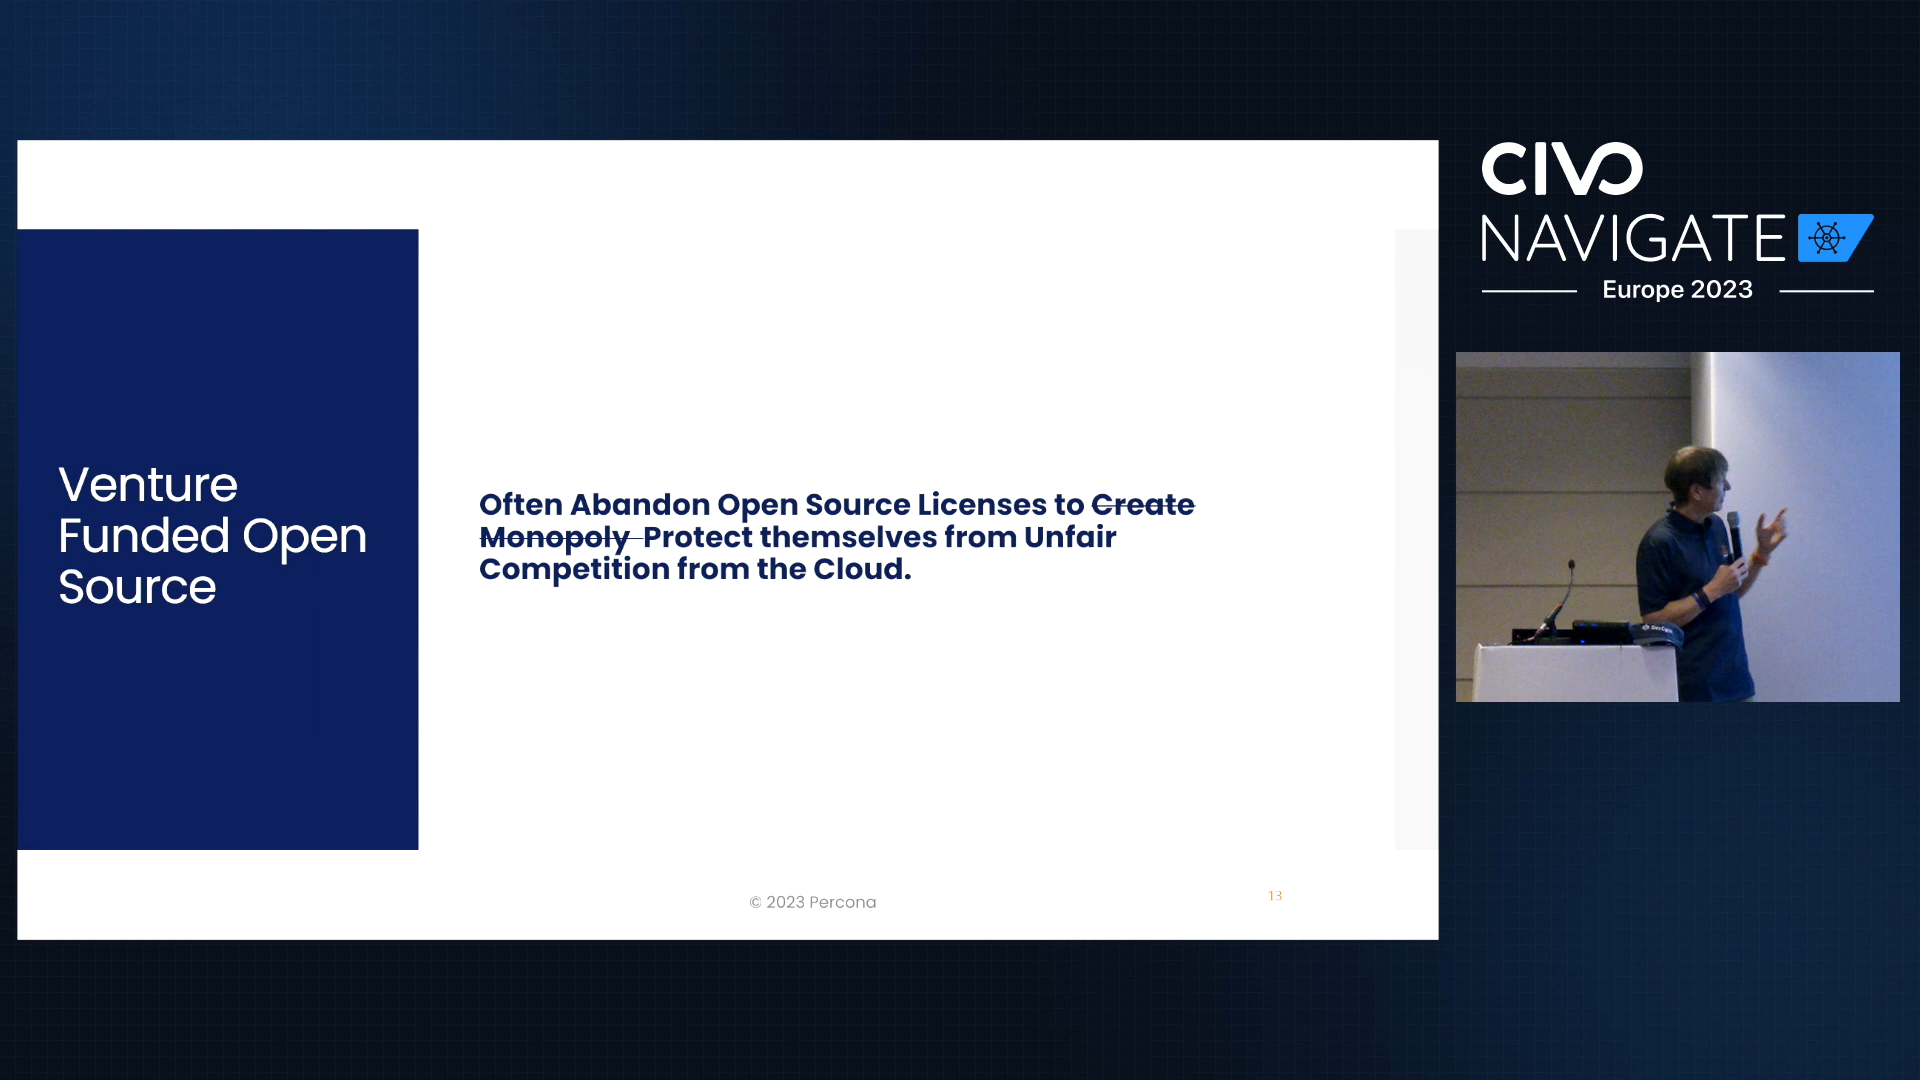 CIVO
NAVIGATE
Europe 2023
Venture
Funded Open
Source
Often Abandon Open Source Licenses to Create
Monopoly Protect themselves from Unfair
Competition from the Cloud.
© 2023 Percona
13